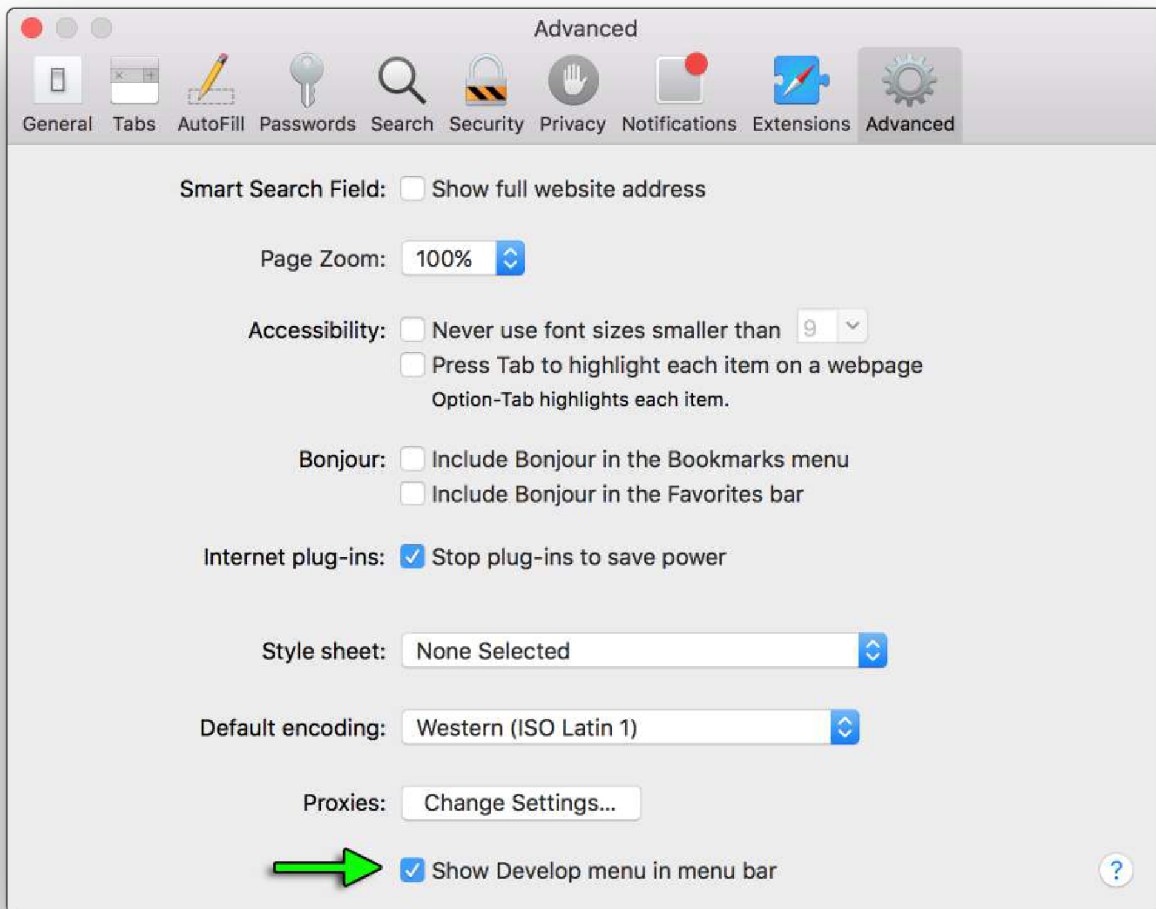 Advanced
General Tabs AutoFill Passwords Search Security Privacy Notifications Extensions Advanced
Smart Search Field: Show full website address
Page Zoom: 100%
Accessibility: Never use font sizes smaller than 9
Press Tab to highlight each item on a webpage
Option-Tab highlights each item.
Bonjour: Include Bonjour in the Bookmarks menu
Include Bonjour in the Favorites bar
Internet plug-ins: Stop plug-ins to save power
Style sheet: None Selected
Default encoding: Western (ISO Latin 1)
Proxies: Change Settings...
Show Develop menu in menu bar
?